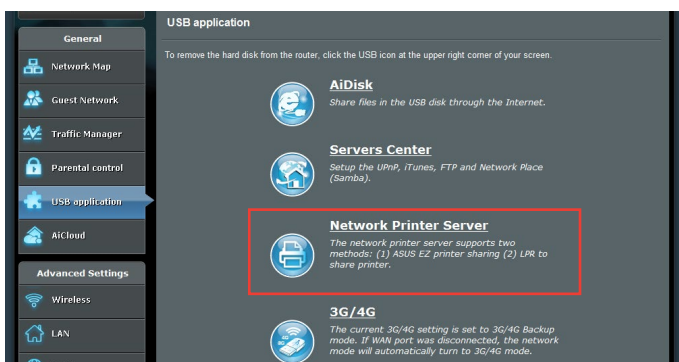 USB application
General
To remove the hard disk from the router, click the USB icon at the upper right corner of your screen.
Network Map
Guest Network
Traffic Manager
Parental control
USB application
AiCloud
Advanced Settings
Wireless
LAN
AiDisk
Share files in the USB disk through the Internet.
Servers Center
Setup the UPnP, iTunes, FTP and Network Place
(Samba).
Network Printer Server
The network printer server supports two
methods: (1) ASUS EZ printer sharing (2) LPR to
share printer.
3G/4G
The current 3G/4G setting is set to 3G/4G Backup
mode. If WAN port was disconnected, the network
mode will automatically turn to 3G/4G mode.